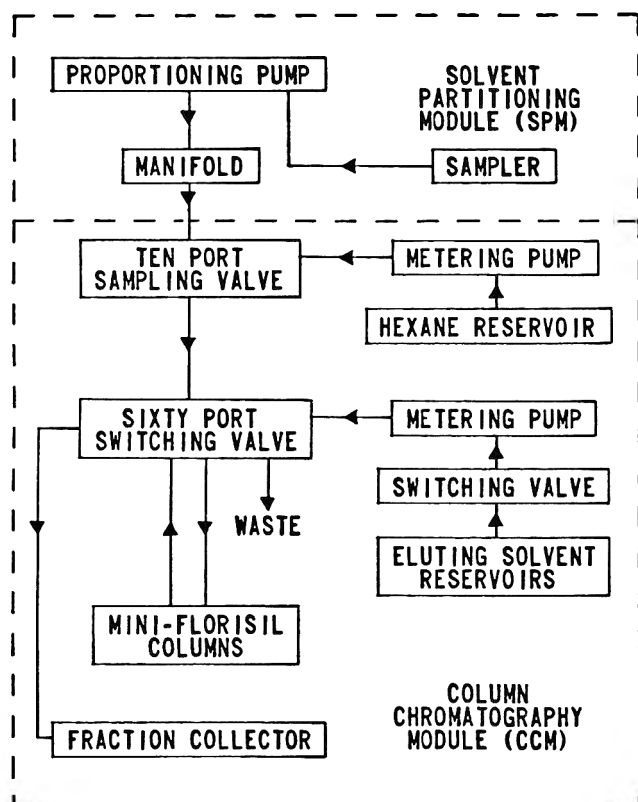 PROPORTIONING PUMP
SOLVENT
PARTITIONING
MODULE (SPM)
MANIFOLD
SAMPLER
TEN PORT
SAMPLING VALVE
METERING PUMP
HEXANE RESERVOIR
SIXTY PORT
SWITCHING VALVE
METERING PUMP
SWITCHING VALVE
WASTE
ELUTING SOLVENT
RESERVOIRS
MINI-FLORISIL
COLUMNS
COLUMN
CHROMATOGRAPHY
MODULE (CCM)
FRACTION COLLECTOR